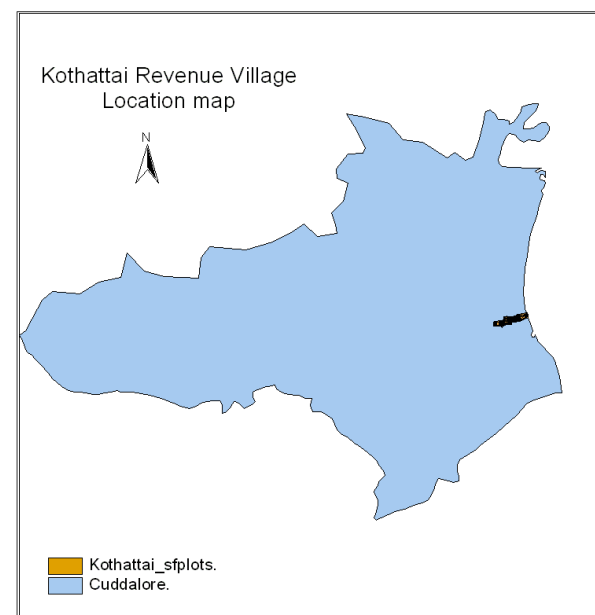 Kothattai Revenue Village
Location map
N
Kothattai_sfplots.
Cuddalore.